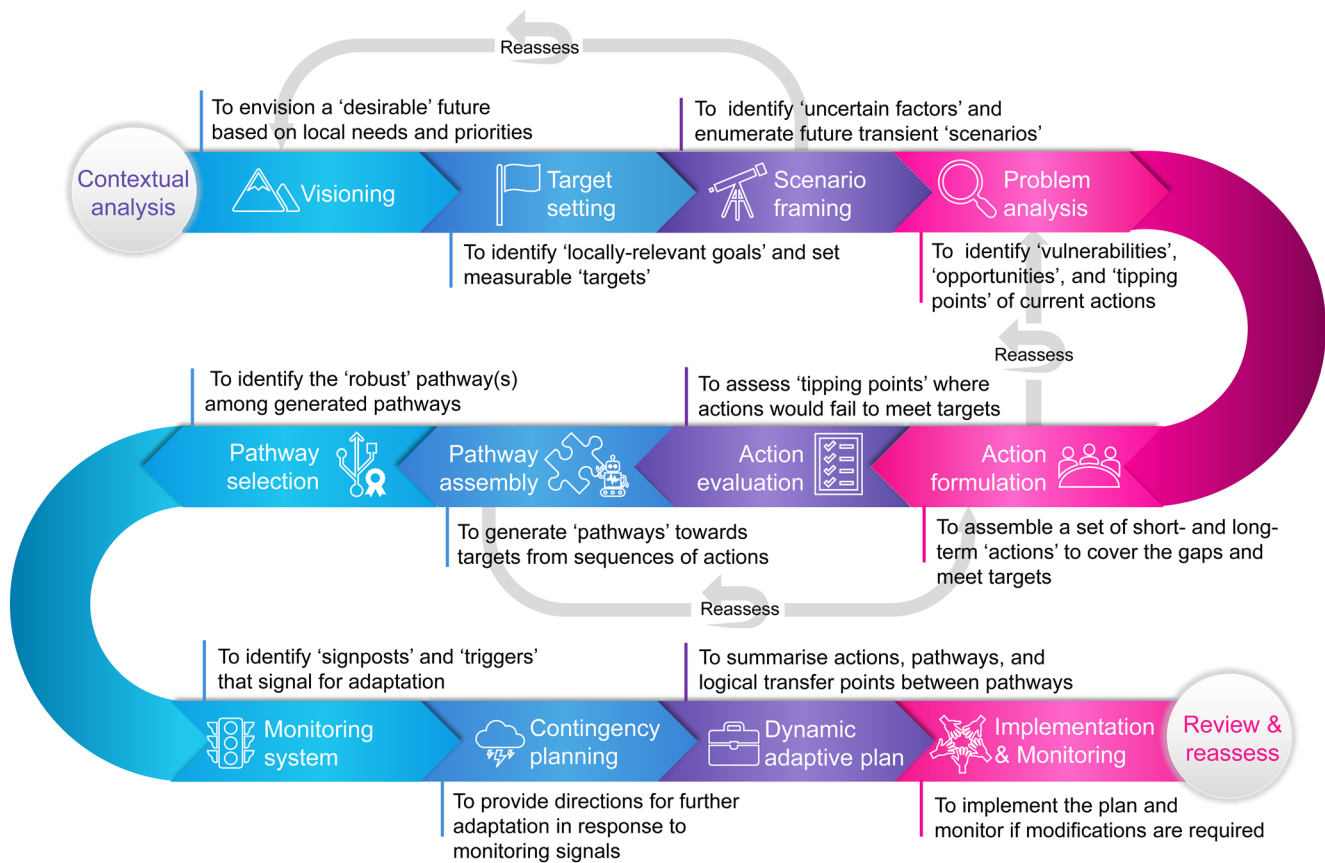 Reassess
To envision a ‘desirable’ future
based on local needs and priorities
To  identify ‘uncertain factors’ and
enumerate future transient ‘scenarios’
Contextual
analysis
Visioning
Target
setting
Scenario
framing
Problem
analysis
To identify ‘locally-relevant goals’ and set
measurable ‘targets’
To  identify ‘vulnerabilities’,
‘opportunities’, and ‘tipping
points’ of current actions
Reassess
To identify the ‘robust’ pathway(s)
among generated pathways
To assess ‘tipping points’ where
actions would fail to meet targets
Pathway
selection
Pathway
assembly
Action
evaluation
Action
formulation
To generate ‘pathways’ towards
targets from sequences of actions
To assemble a set of short- and long-
term ‘actions’ to cover the gaps and
meet targets
Reassess
To identify ‘signposts’ and ‘triggers’
that signal for adaptation
To summarise actions, pathways, and
logical transfer points between pathways
Monitoring
system
Contingency
planning
Dynamic
adaptive plan
Implementation
& Monitoring
Review &
reassess
To provide directions for further
adaptation in response to
monitoring signals
To implement the plan and
monitor if modifications are required